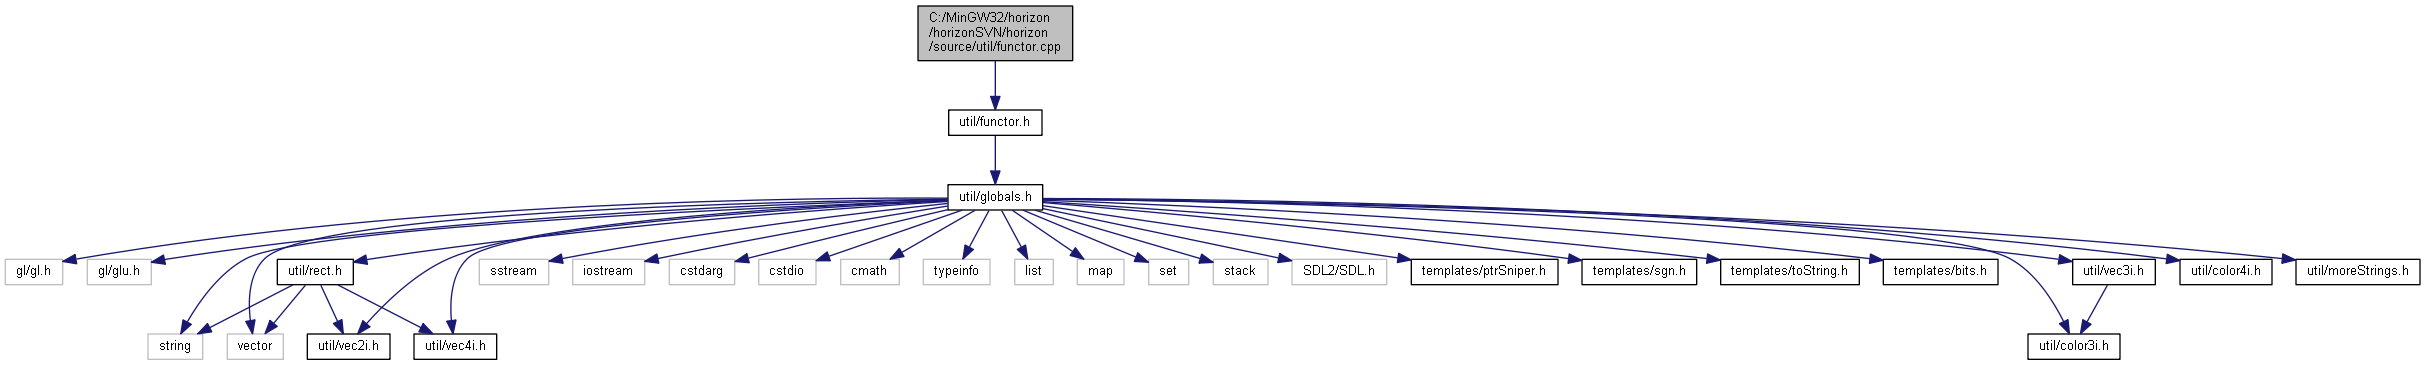 C:/MinGW32/horizon
/horizonSVN/horizon
/source/util/functor.cpp
util/functor.h
util/globals.h
gl/gl.h
gl/glu.h
util/rect.h
sstream
iostream
cstdarg
cstdio
cmath
typeinfo
list
map
set
stack
SDL2/SDL.h
templates/ptrSniper.h
templates/sgn.h
templates/toString.h
templates/bits.h
util/vec3i.h
util/color4i.h
util/moreStrings.h
string
vector
util/vec2i.h
util/vec4i.h
util/color3i.h